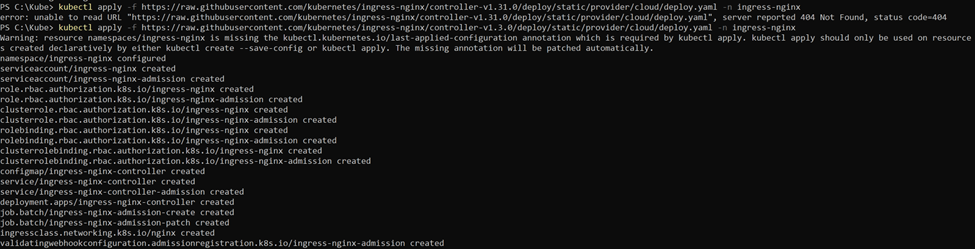 PS C:\Kube> kubectl apply -f https://raw.githubusercontent.com/kubernetes/ingress-nginx/controller-v1.31.0/deploy/static/provider/cloud/deploy.yaml -n ingress-nginx
error: unable to read URL "https://raw.githubusercontent.com/kubernetes/ingress-nginx/controller-v1.31.0/deploy/static/provider/cloud/deploy.yaml", server reported 404 Not Found, status code=404
PS C:\Kube> kubectl apply -f https://raw.githubusercontent.com/kubernetes/ingress-nginx/controller-v1.3.0/deploy/static/provider/cloud/deploy.yaml -n ingress-nginx
Warning: resource namespaces/ingress-nginx is missing the kubectl.kubernetes.io/last-applied-configuration annotation which is required by kubectl apply. kubectl apply should only be used on resource
s created declaratively by either kubectl create --save-config or kubectl apply. The missing annotation will be patched automatically.
namespace/ingress-nginx configured
serviceaccount/ingress-nginx created
serviceaccount/ingress-nginx-admission created
role.rbac.authorization.k8s.io/ingress-nginx created
role.rbac.authorization.k8s.io/ingress-nginx-admission created
clusterrole.rbac.authorization.k8s.io/ingress-nginx created
clusterrole.rbac.authorization.k8s.io/ingress-nginx-admission created
rolebinding.rbac.authorization.k8s.io/ingress-nginx created
rolebinding.rbac.authorization.k8s.io/ingress-nginx-admission created
clusterrolebinding.rbac.authorization.k8s.io/ingress-nginx created
clusterrolebinding.rbac.authorization.k8s.io/ingress-nginx-admission created
configmap/ingress-nginx-controller created
service/ingress-nginx-controller created
service/ingress-nginx-controller-admission created
deployment.apps/ingress-nginx-controller created
job.batch/ingress-nginx-admission-create created
job.batch/ingress-nginx-admission-patch created
ingressclass.networking.k8s.io/nginx created
validatingwebhookconfiguration.admissionregistration.k8s.io/ingress-nginx-admission created